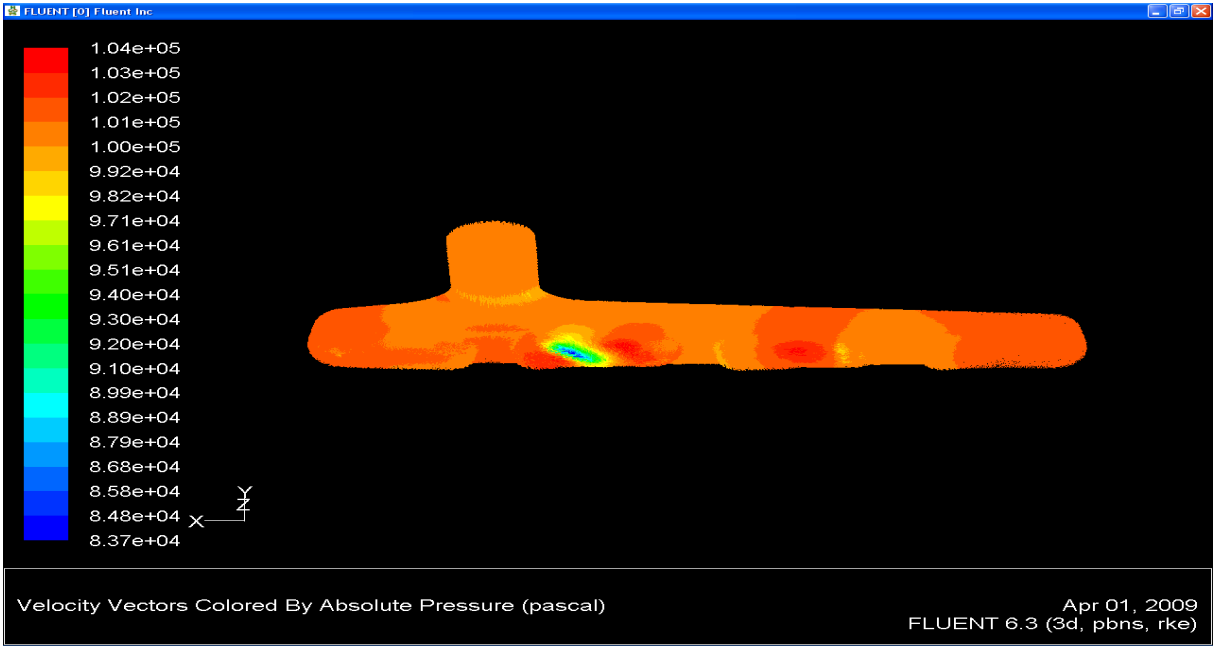 FLUENT [0] Fluent Inc
1.04e+05
1.03e+05
1.02e+05
1.01e+05
1.00e+05
9.92e+04
9.82e+04
9.71e+04
9.61e+04
9.51e+04
9.40e+04
9.30e+04
9.20e+04
9.10e+04
8.99e+04
8.89e+04
8.79e+04
8.68e+04
8.58e+04
8.48e+04
8.37e+04
Y
Z
X
Velocity Vectors Colored By Absolute Pressure (pascal)
Apr 01, 2009
FLUENT 6.3 (3d, pbns, rke)